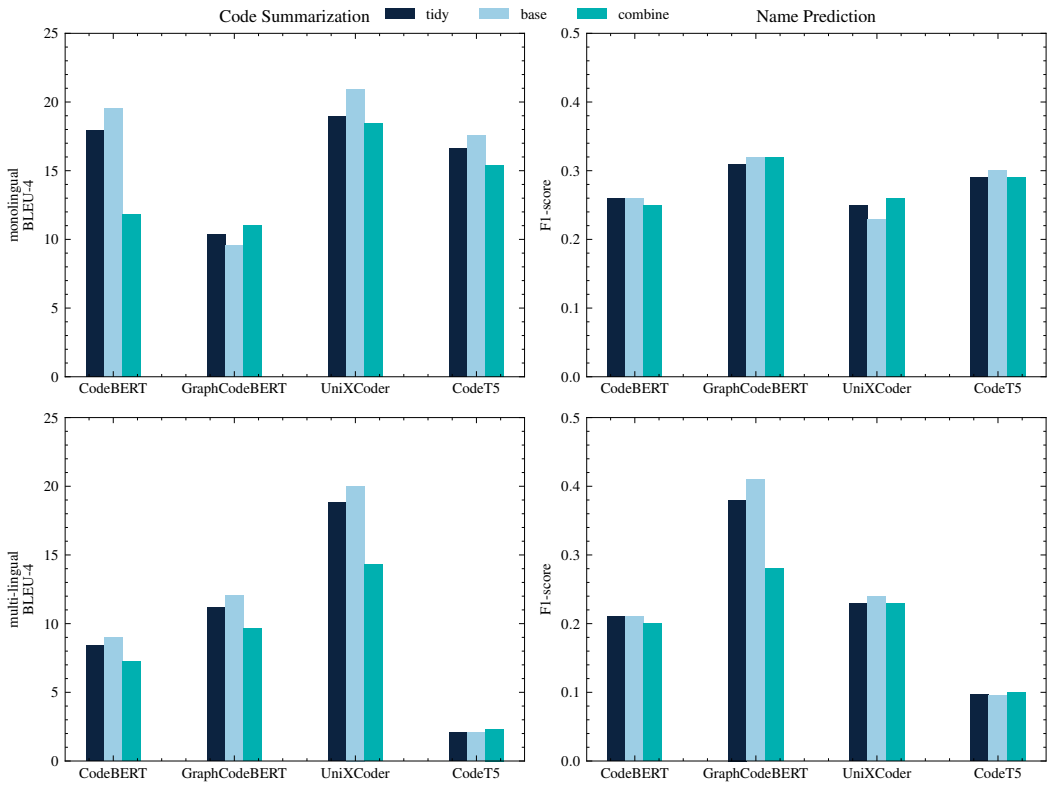 Code Summarization tidy base combine Name Prediction
25
20
15
10
5
0
monolingual
BLEU-4
CodeBERT GraphCodeBERT UniXCoder CodeT5
0.5
0.4
0.3
0.2
0.1
0.0
F1-score
CodeBERT GraphCodeBERT UniXCoder CodeT5
25
20
15
10
5
0
multi-lingual
BLEU-4
CodeBERT GraphCodeBERT UniXCoder CodeT5
0.5
0.4
0.3
0.2
0.1
0.0
F1-score
CodeBERT GraphCodeBERT UniXCoder CodeT5